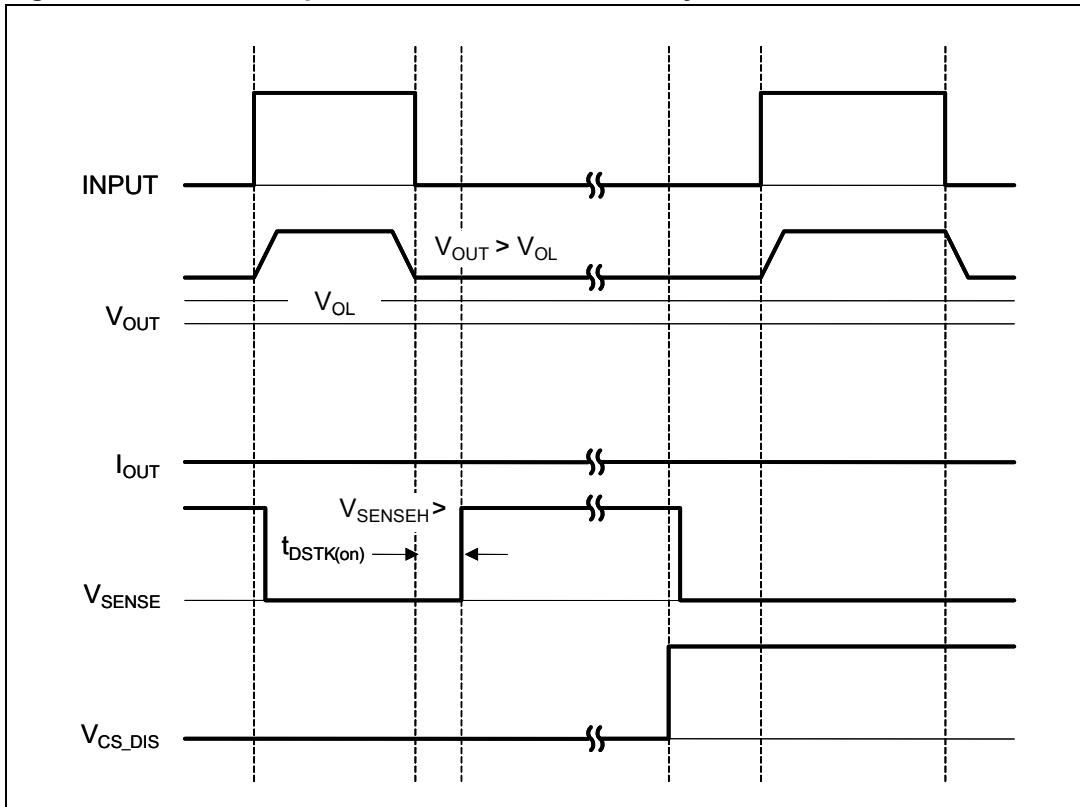 INPUT
V_OUT > V_OL
V_OL
V_OUT
I_OUT
V_SENSEH >
t_DSTK(on)
V_SENSE
V_CS_DIS